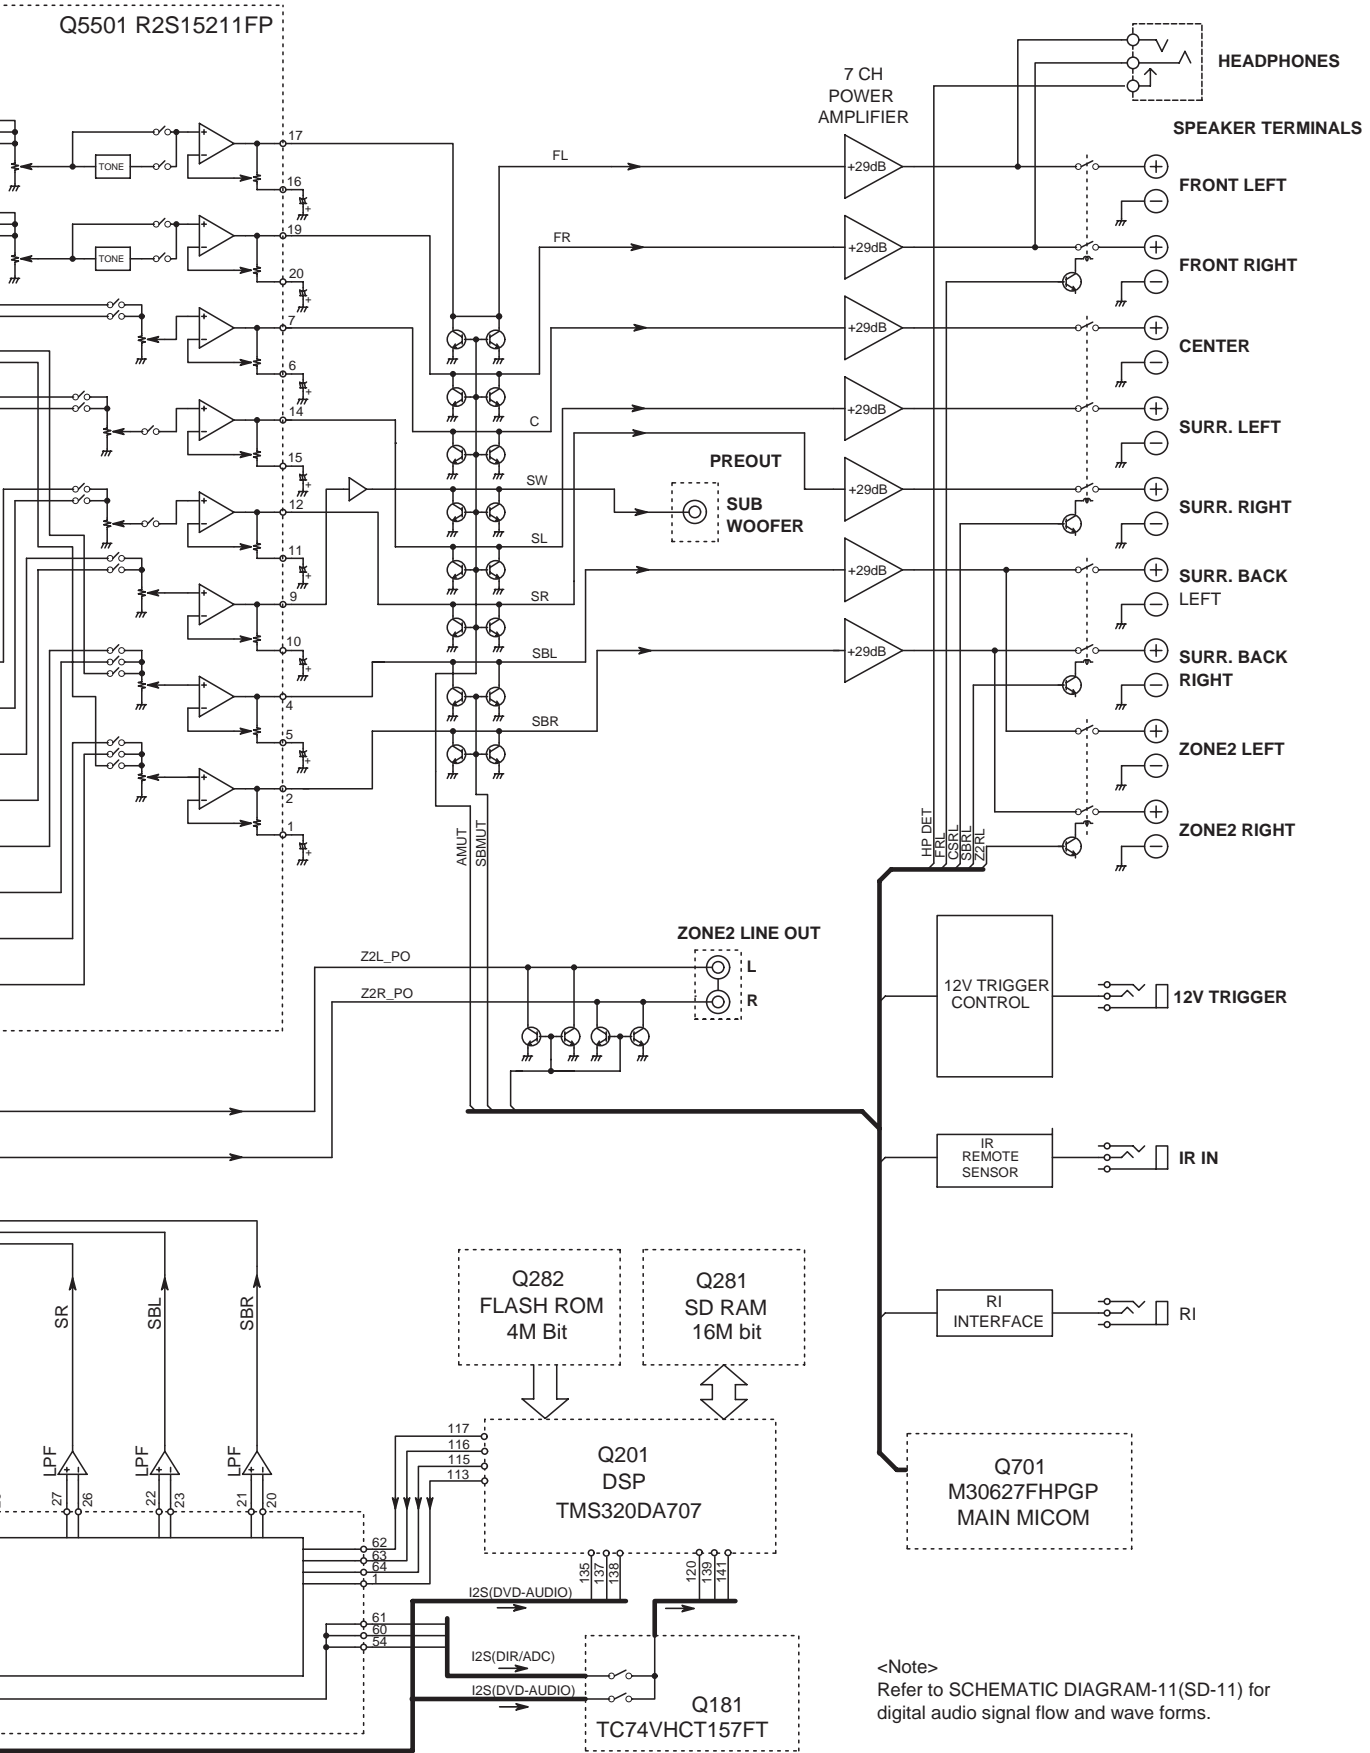 Q5501 R2S15211FP
HEADPHONES
7 CH
POWER
AMPLIFIER
SPEAKER TERMINALS
17
TONE
16
FL
+29dB
FRONT LEFT
19
TONE
20
FR
+29dB
FRONT RIGHT
7
6
+29dB
CENTER
14
15
C
+29dB
SURR. LEFT
12
11
SW
PREOUT
SUB
WOOFER
+29dB
SURR. RIGHT
SL
9
10
SR
+29dB
SURR. BACK
LEFT
4
5
SBL
+29dB
SURR. BACK
RIGHT
SBR
ZONE2 LEFT
2
1
AMUT
SBMUT
HP DET
FRL
CSRL
SBRL
Z2RL
ZONE2 RIGHT
ZONE2 LINE OUT
Z2L_PO
L
Z2R_PO
R
12V TRIGGER
CONTROL
12V TRIGGER
IR
REMOTE
SENSOR
IR IN
RI
INTERFACE
RI
SR
SBL
SBR
Q282
FLASH ROM
4M Bit
Q281
SD RAM
16M bit
LPF
LPF
LPF
27
26
22
23
21
20
117
116
115
113
Q201
DSP
TMS320DA707
Q701
M30627FHPGP
MAIN MICOM
62
63
64
1
135
137
138
120
139
141
I2S(DVD-AUDIO)
61
60
54
I2S(DIR/ADC)
I2S(DVD-AUDIO)
Q181
TC74VHCT157FT
<Note>
Refer to SCHEMATIC DIAGRAM-11(SD-11) for
digital audio signal flow and wave forms.